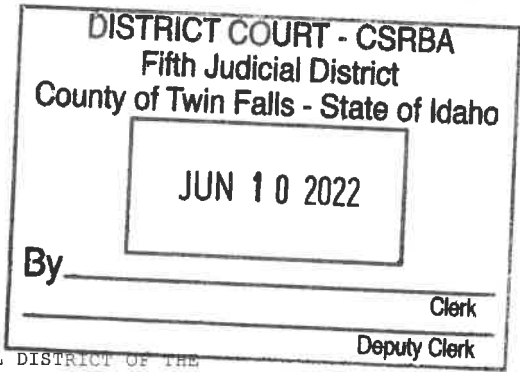 DISTRICT COURT - CSRBA
Fifth Judicial District
County of Twin Falls - State of Idaho
JUN 10 2022
By
Clerk
Deputy Clerk
DISTRICT OF THE